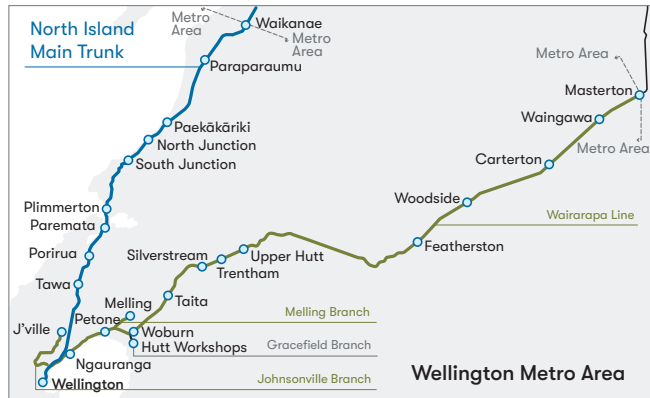 Metro
Area
Waikanae
North Island
Main Trunk
Metro
Area
Paraparaumu
Metro Area
Masterton
Waingawa
Paekākāriki
North Junction
South Junction
Metro Area
Carterton
Woodside
Plimmerton
Paremata
Wairarapa Line
Featherston
Porirua
Silverstream
Upper Hutt
Trentham
Tawa
Taita
Melling
Melling Branch
Petone
J'ville
Woburn
Hutt Workshops
Gracefield Branch
Ngauranga
Wellington
Johnsonville Branch
Wellington Metro Area